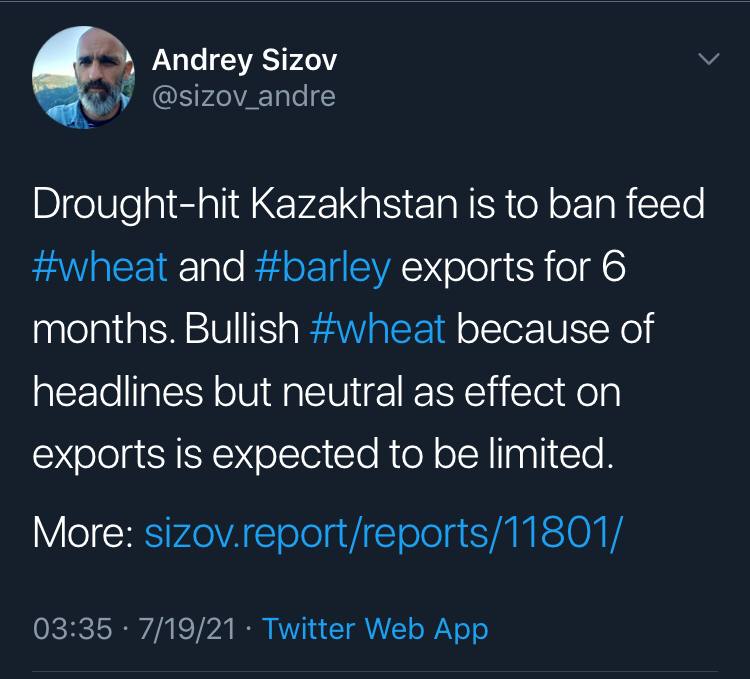 Andrey Sizov
@sizov_andre
Drought-hit Kazakhstan is to ban feed
#wheat and #barley exports for 6
months. Bullish #wheat because of
headlines but neutral as effect on
exports is expected to be limited.
More: sizov.report/reports/11801/
03:35 · 7/19/21 · Twitter Web App